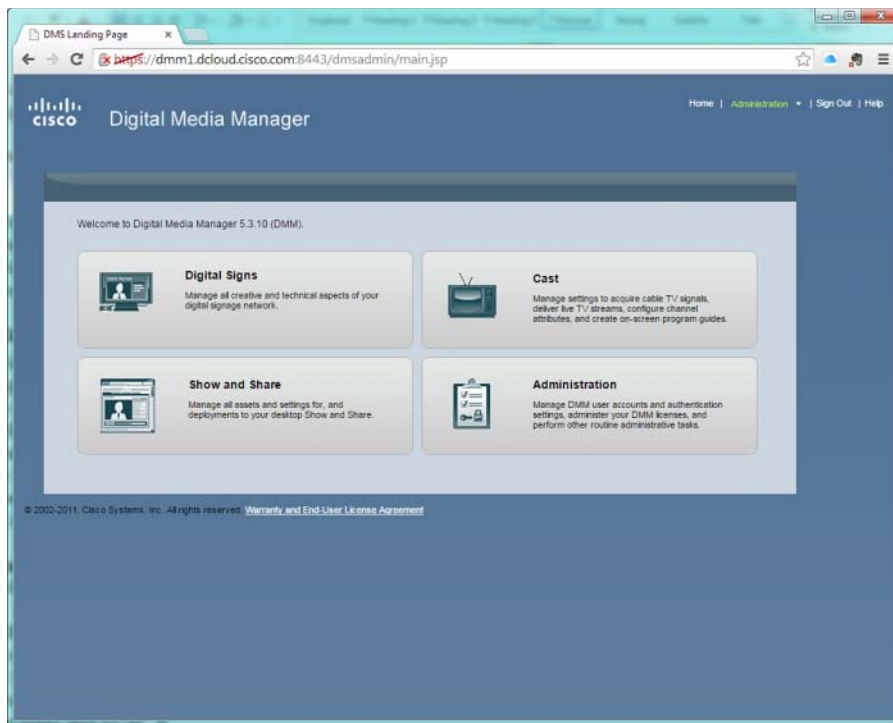 DMS Landing Page
https://dmm1.dcloud.cisco.com:8443/dmsadmin/main.jsp
CISCO
Digital Media Manager
Home | Administration | Sign Out | Help
Welcome to Digital Media Manager 5.3.10 (DMM).
Digital Signs
Manage all creative and technical aspects of your
digital signage network.
Cast
Manage settings to acquire cable TV signals,
deliver live TV streams, configure channel
attributes, and create on-screen program guides.
Show and Share
Manage all assets and settings for, and
deployments to your desktop Show and Share.
Administration
Manage DMM user accounts and authentication
settings, administer your DMM licenses, and
perform other routine administrative tasks.
© 2002-2011, Cisco Systems, Inc. All rights reserved. Warranty and End-User License Agreement